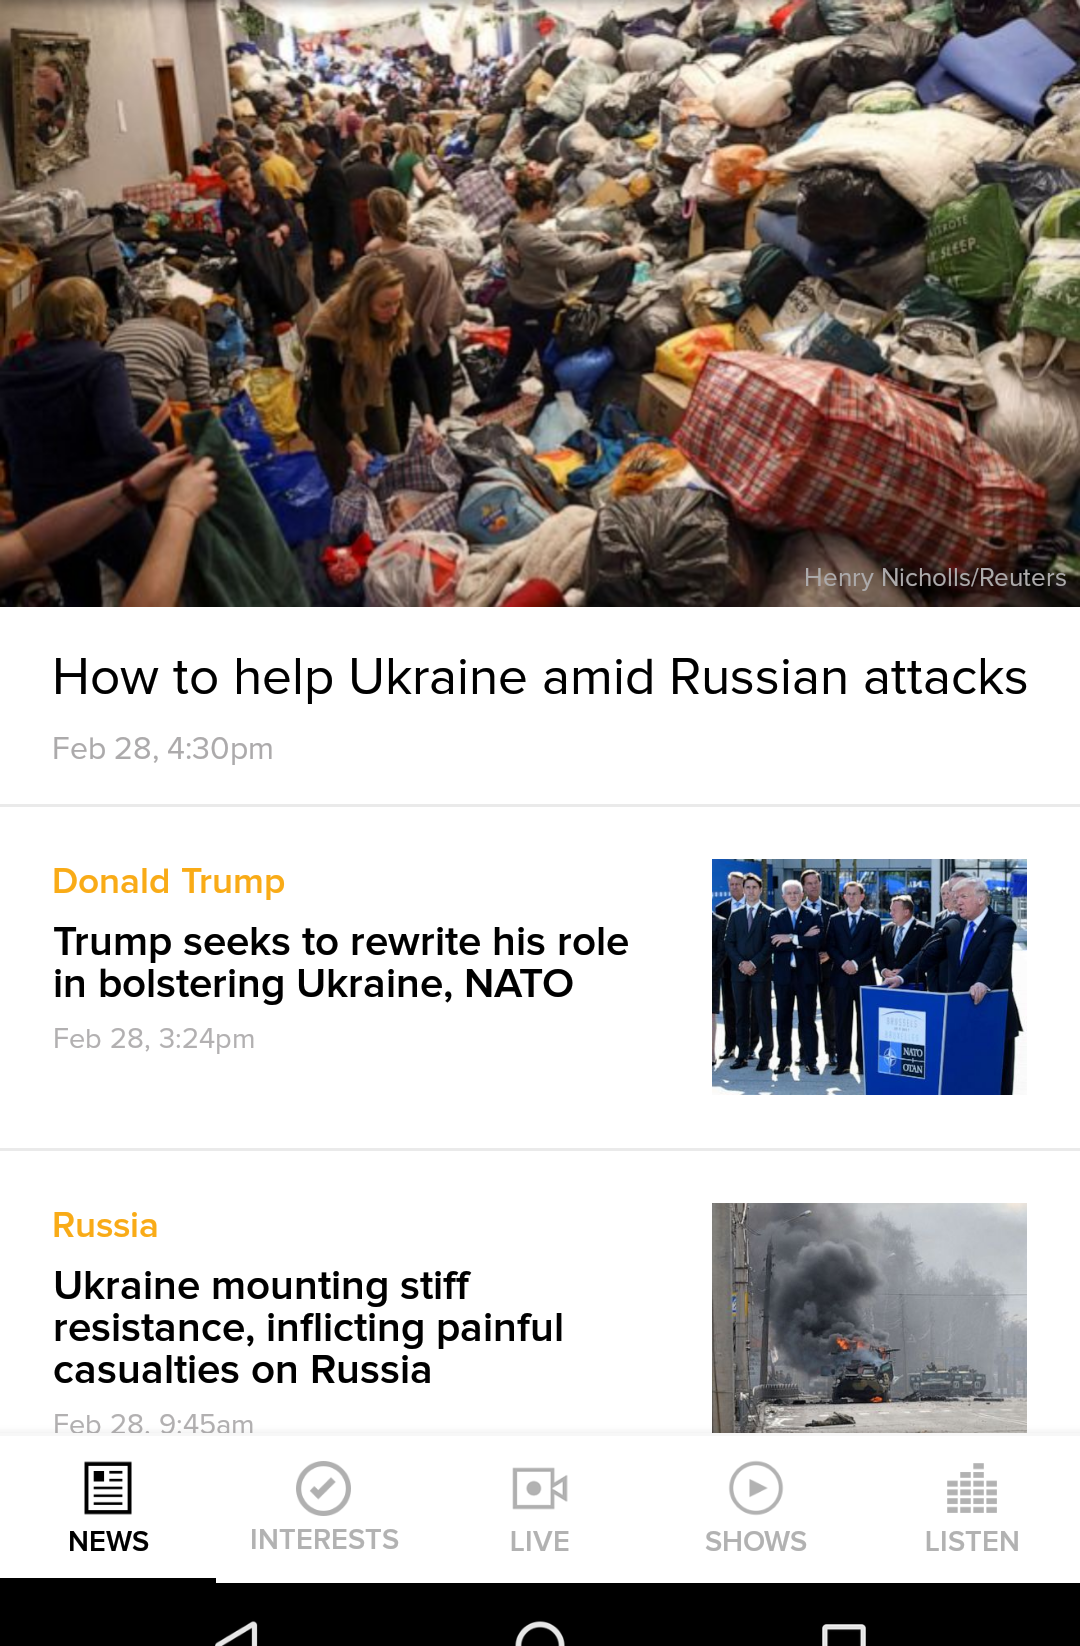 SLEEP.
Henry Nicholls/Reuters
How to help Ukraine amid Russian attacks
Feb 28, 4:30pm
Donald Trump
Trump seeks to rewrite his role
in bolstering Ukraine, NATO
Feb 28, 3:24pm
NATO
OTAN
Russia
Ukraine mounting stiff
resistance, inflicting painful
casualties on Russia
Feb 28, 9:45am
NEWS
INTERESTS
LIVE
SHOWS
LISTEN